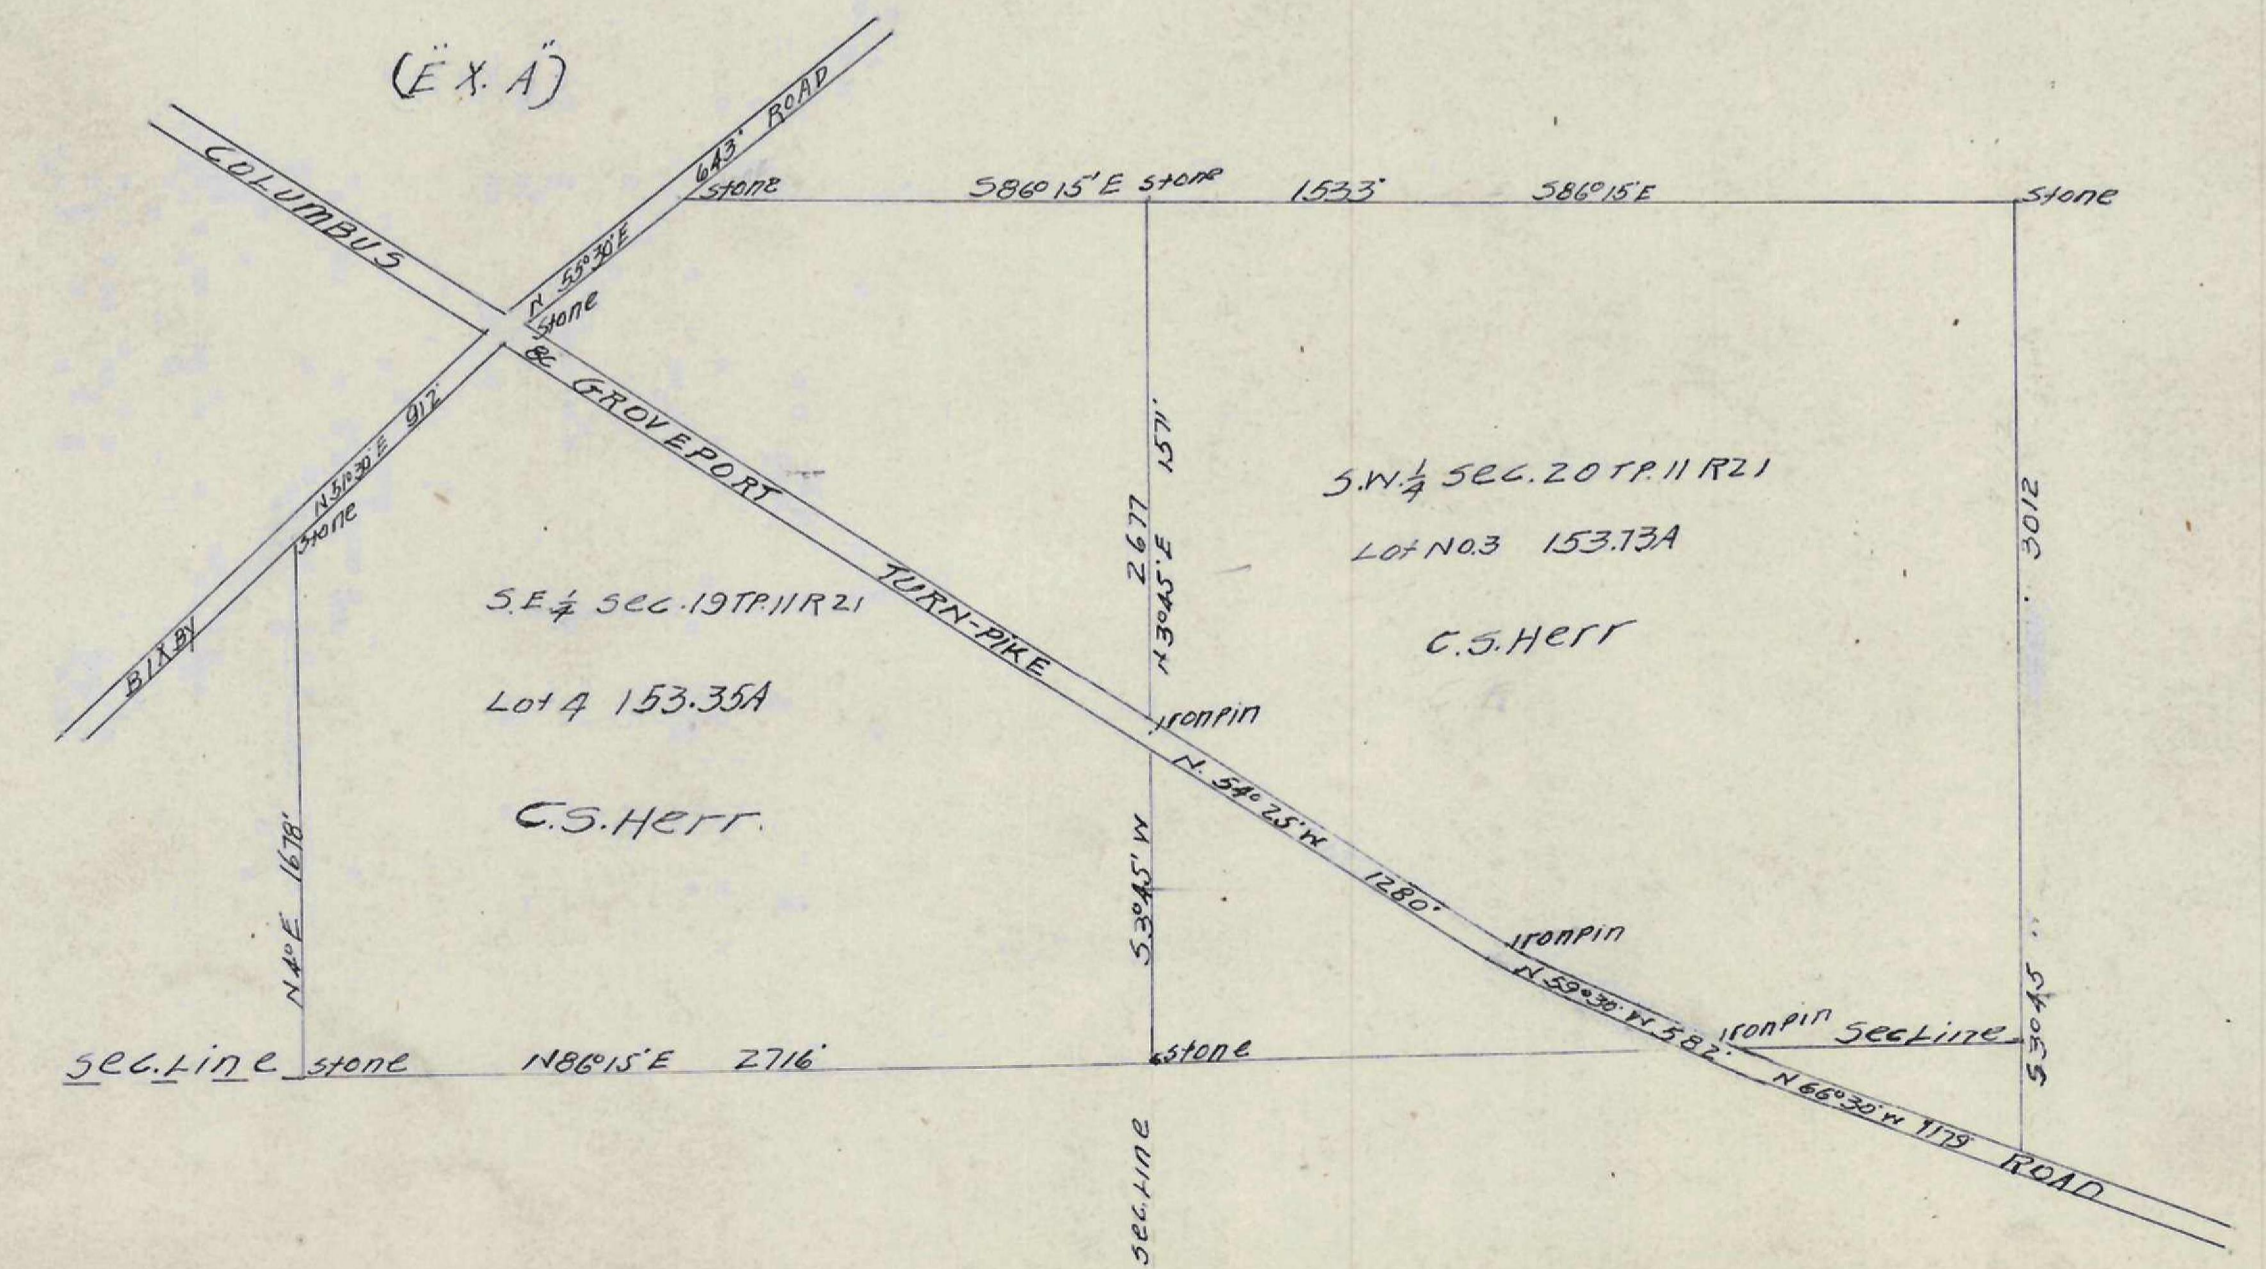 ("EX. A")
COLUMBUS
& GROVEPORT TURN-PIKE
ROAD
BIXBY
N51°30'E 912'
N 55°30'E
643' ROAD
stone
stone
stone
S86°15'E stone 1533' S86°15'E
stone
2677
N3°45'E 1571'
S.W.¼ Sec. 20 TP. 11 R21
Lot NO.3 153.73A
C.S. Herr
3012
S3°45
S.E ¼ Sec. 19 TP. 11 R 21
Lot 4 153.35A
C.S. Herr.
N4°E 1678'
ironpin
N. 54°25'W 1280'
S3°45'W
ironpin
N 59°30'W 582'
ironpin Sec Line
N 66°30'W
Sec. Line stone N86°15'E 2716'
stone
Sec. Line